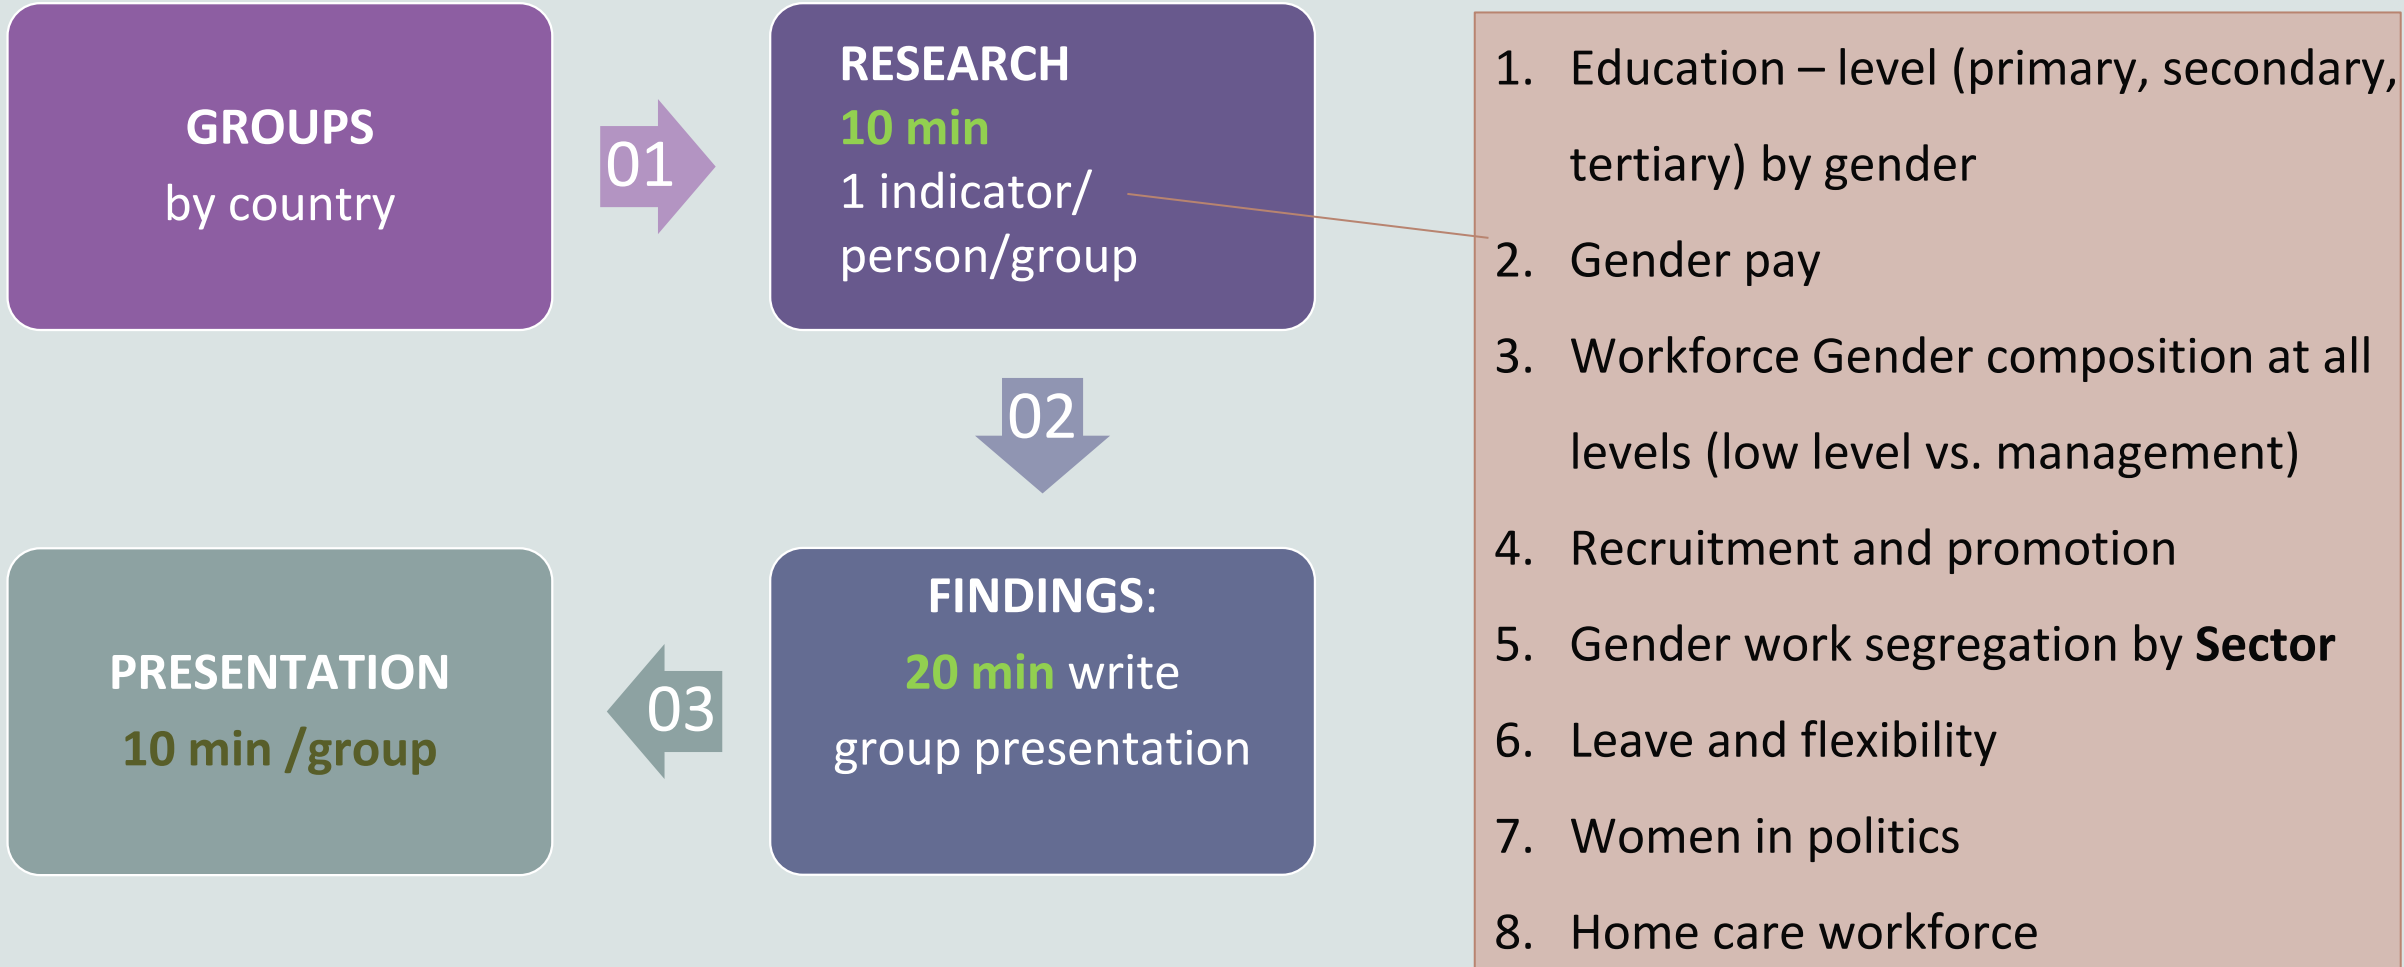 GROUPS
by country
01
RESEARCH
10 min
1 indicator/
person/group
02
FINDINGS:
20 min write
group presentation
03
PRESENTATION
10 min /group
1. Education – level (primary, secondary,
tertiary) by gender
2. Gender pay
3. Workforce Gender composition at all
levels (low level vs. management)
4. Recruitment and promotion
5. Gender work segregation by Sector
6. Leave and flexibility
7. Women in politics
8. Home care workforce